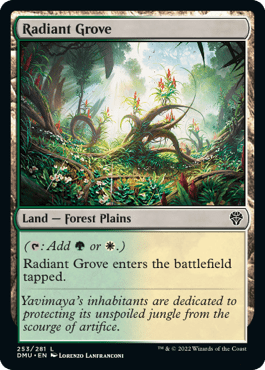 Radiant Grove
Land — Forest Plains
(: Add or .)
Radiant Grove enters the battlefield
tapped.
Yavimaya's inhabitants are dedicated to
protecting its unspoiled jungle from the
scourge of artifice.
253/281 L
DMU • EN LORENZO LANFRANCONI
™ & © 2022 Wizards of the Coast